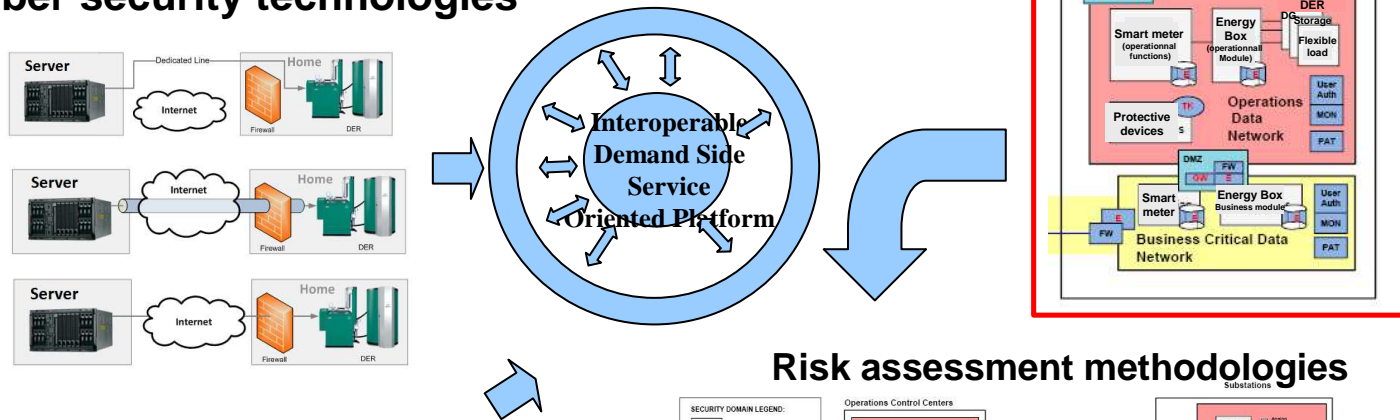 ber security technologies
Server
Dedicated Line
Home
Internet
Firewall
DER
Server
Internet
Home
Firewall
DER
Server
Internet
Home
Firewall
DER
Interoperable
Demand Side
Service
Oriented Platform
Smart meter
(operationnal
functions)
Energy
Box
(operationnall
Module)
DER
DG
Storage
Flexible
load
E
E
User
Auth
MON
PAT
TK
Operations
Data
Network
Protective
devices
s
DMZ
FW
GW
E
Smart
meter
E
Energy Box
Business module
E
User
Auth
MON
PAT
E
FW
Business Critical Data
Network
Risk assessment methodologies
Substations
SECURITY DOMAIN LEGEND:
Operations Control Centers